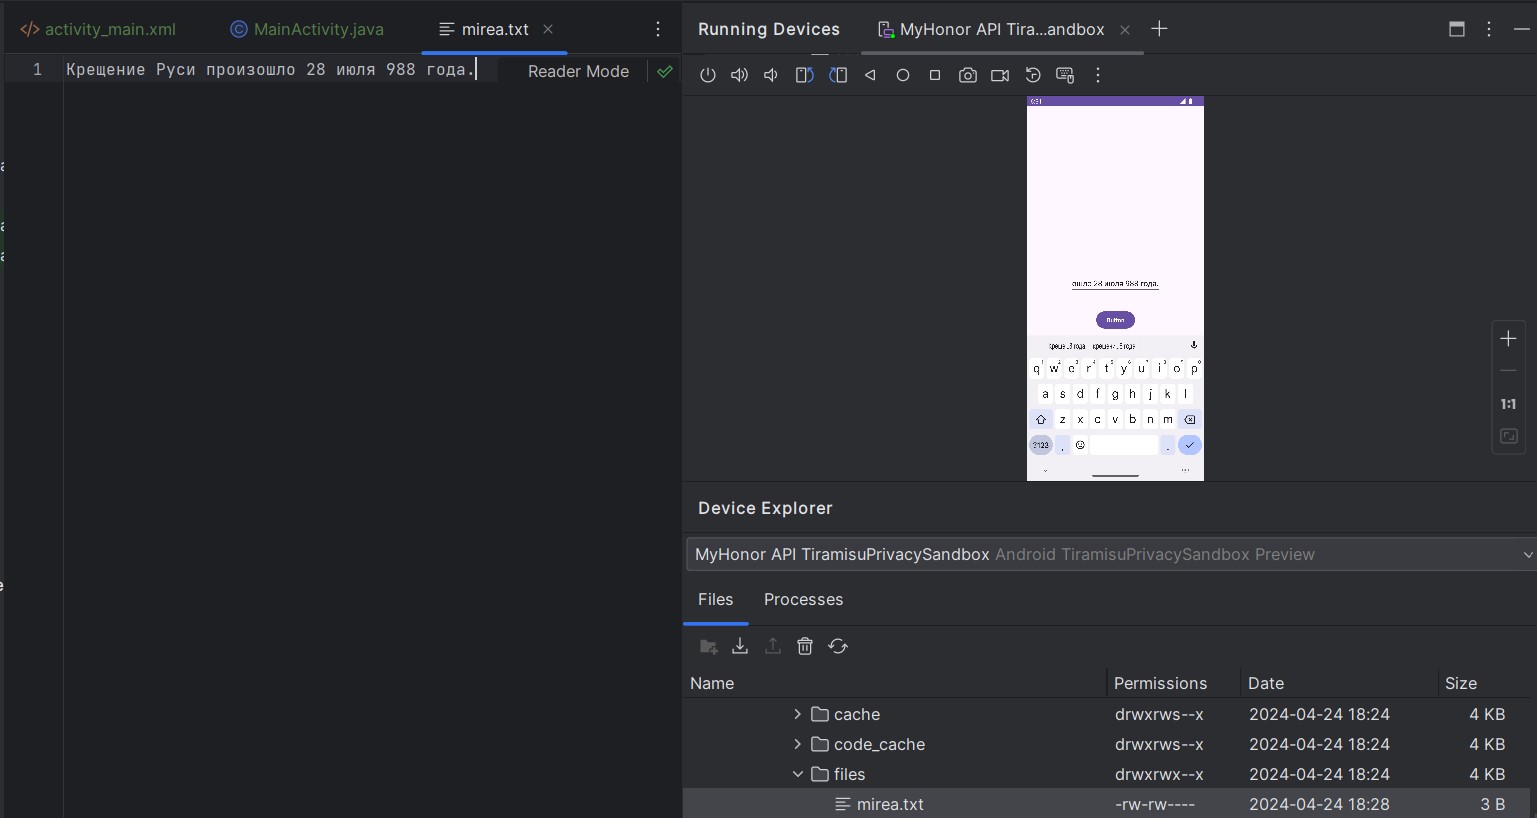 activity_main.xml
MainActivity.java
mirea.txt
1 Крещение Руси произошло 28 июля 988 года.
Reader Mode
Running Devices
MyHonor API Tira...andbox
ошло 28 июля 988 года.
Button
q w e r t y u i o p
a s d f g h j k l
z x c v b n m
?123 , .
1:1
Device Explorer
MyHonor API TiramisuPrivacySandbox Android TiramisuPrivacySandbox Preview
Files Processes
Name Permissions Date Size
cache drwxrws--x 2024-04-24 18:24 4 KB
code_cache drwxrws--x 2024-04-24 18:24 4 KB
files drwxrwx--x 2024-04-24 18:24 4 KB
mirea.txt -rw-rw---- 2024-04-24 18:28 3 B